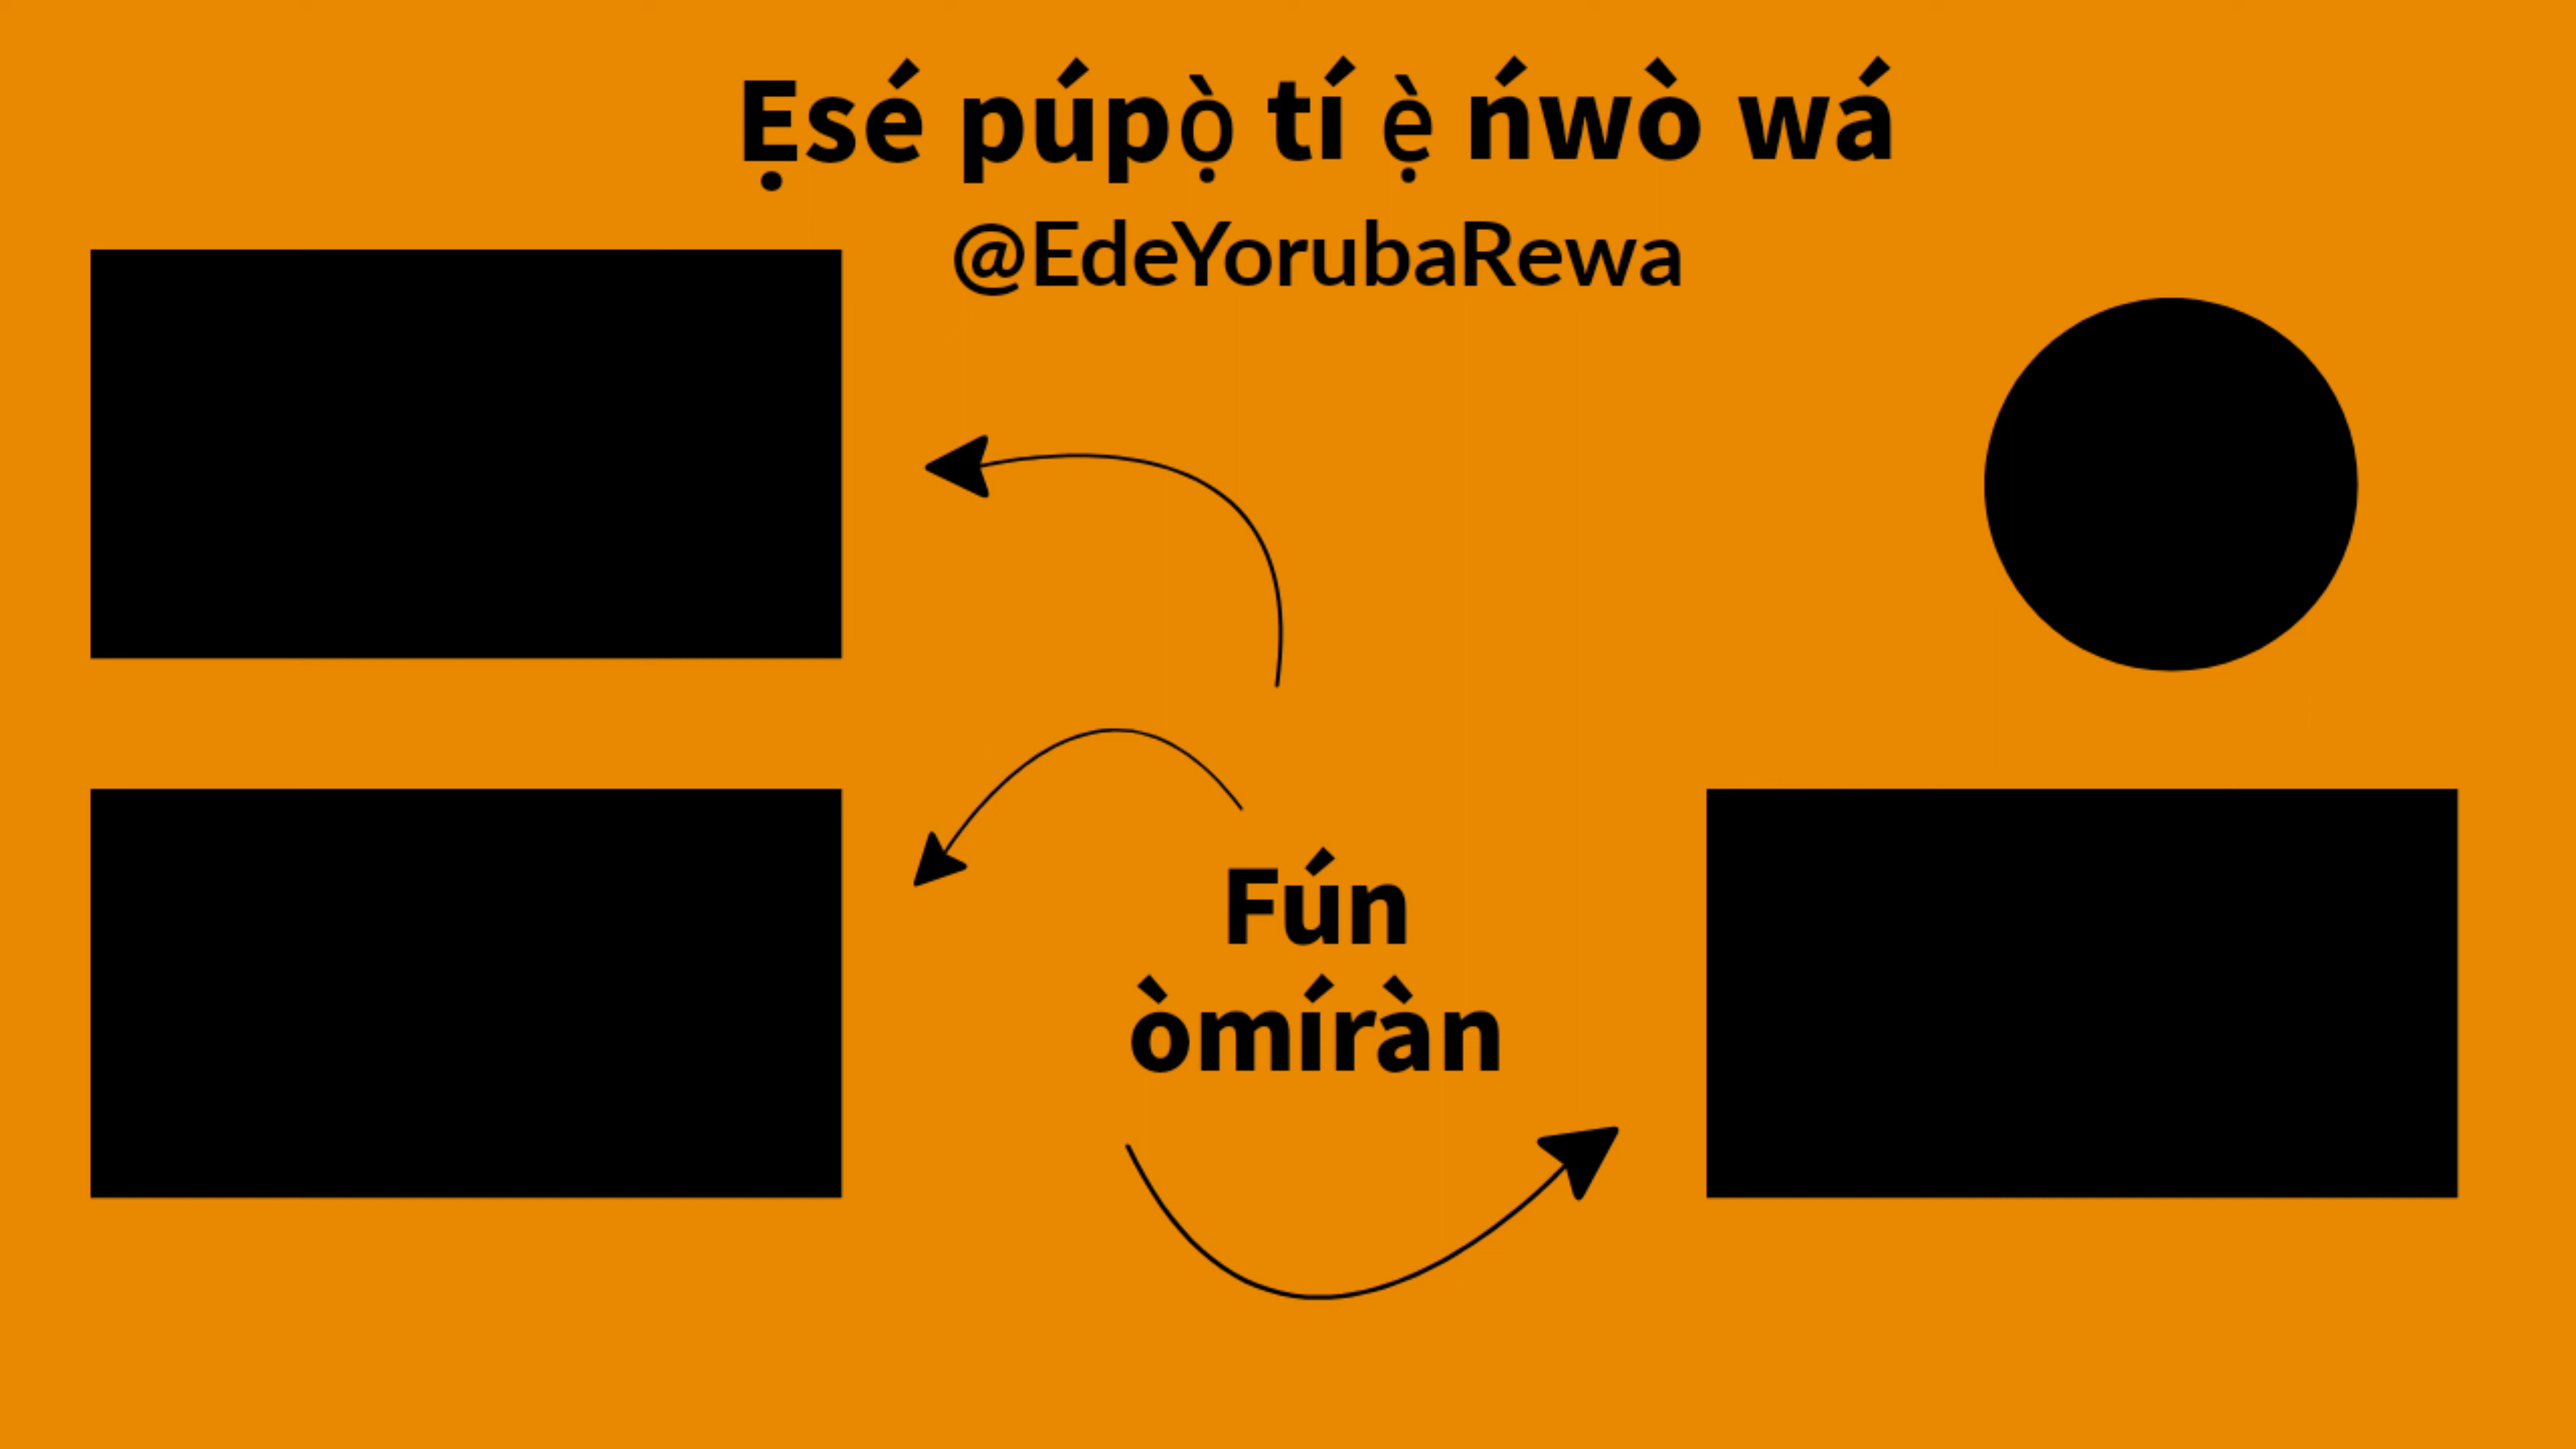 Ẹsé púpọ̀ tí ẹ̀ ńwò wá
@EdeYorubaRewa
Fún
òmíràn